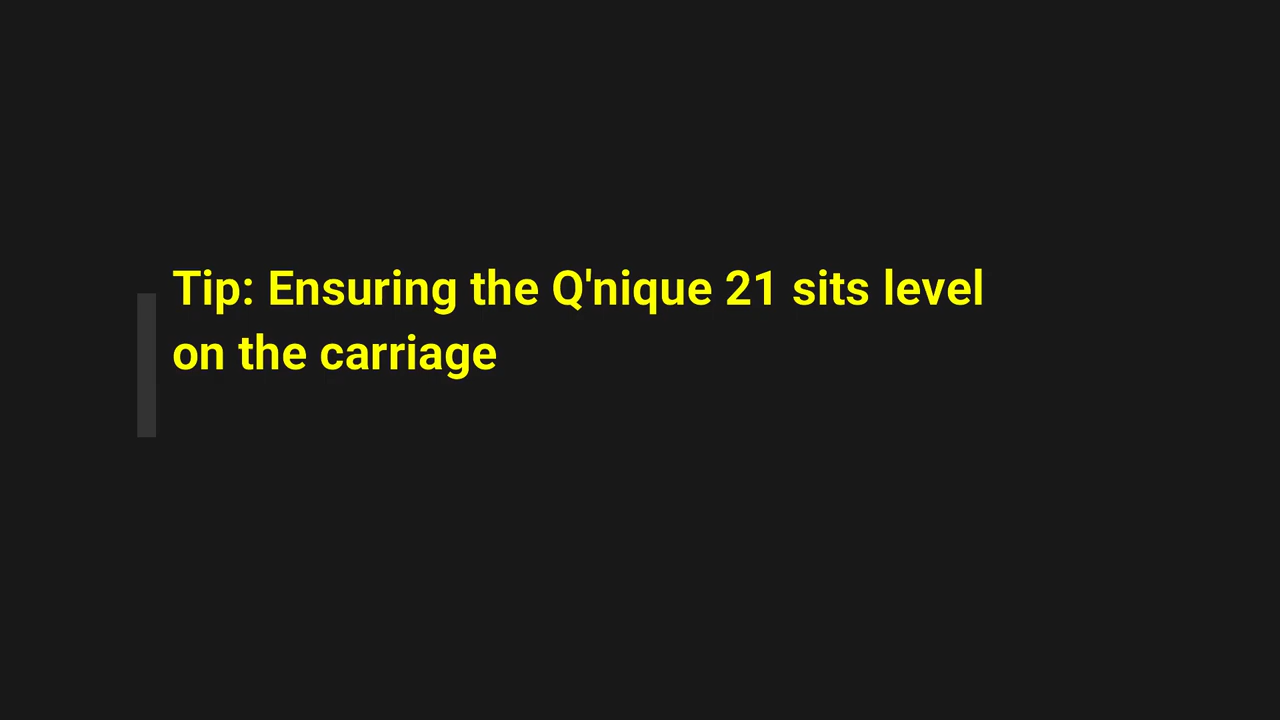 Tip: Ensuring the Q'nique 21 sits level
on the carriage